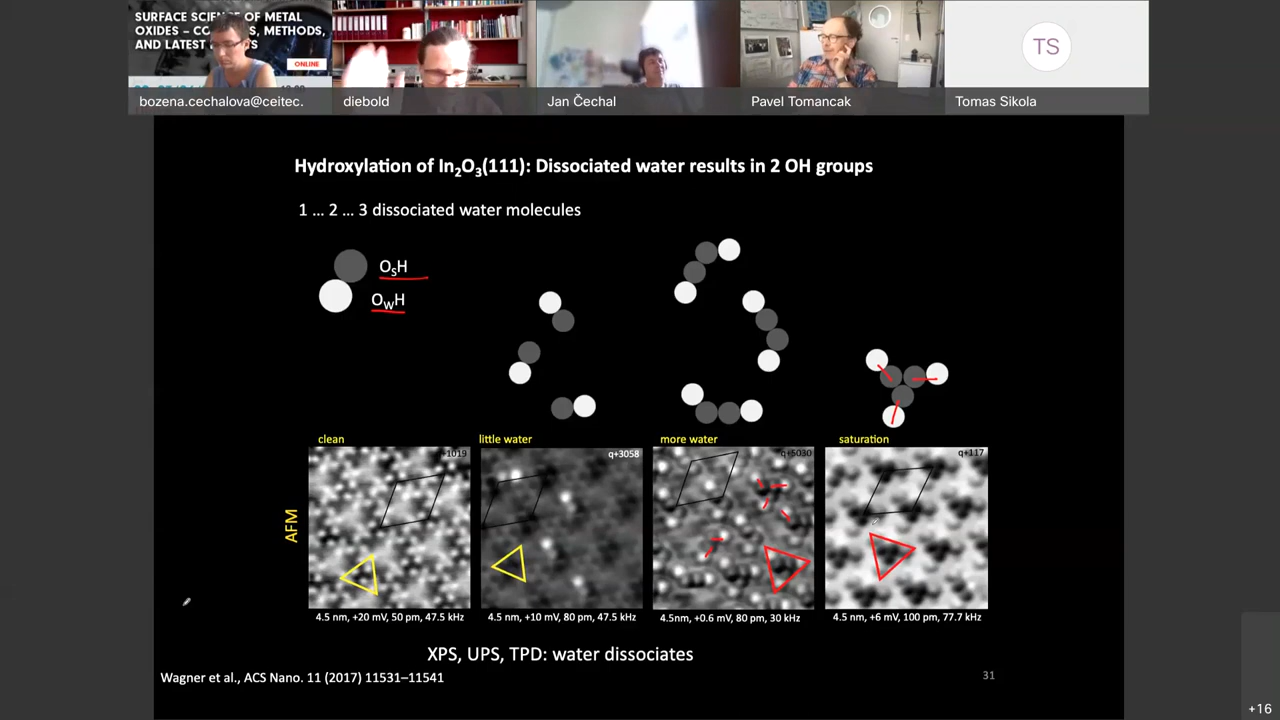 SURFACE SCIENCE OF METAL
OXIDES – METHODS,
AND LATEST
ONLINE
bozena.cechalova@ceitec.
diebold
Jan Čechal
Pavel Tomancak
TS
Tomas Sikola
Hydroxylation of In₂O₃(111): Dissociated water results in 2 OH groups
1 ... 2 ... 3 dissociated water molecules
OₛH
O_WH
clean
little water
more water
saturation
+1019
q+3058
q+6030
q+117
AFM
4.5 nm, +20 mV, 50 pm, 47.5 kHz
4.5 nm, +10 mV, 80 pm, 47.5 kHz
4.5nm, +0.6 mV, 80 pm, 30 kHz
4.5 nm, +6 mV, 100 pm, 77.7 kHz
XPS, UPS, TPD: water dissociates
Wagner et al., ACS Nano. 11 (2017) 11531–11541
31
+16